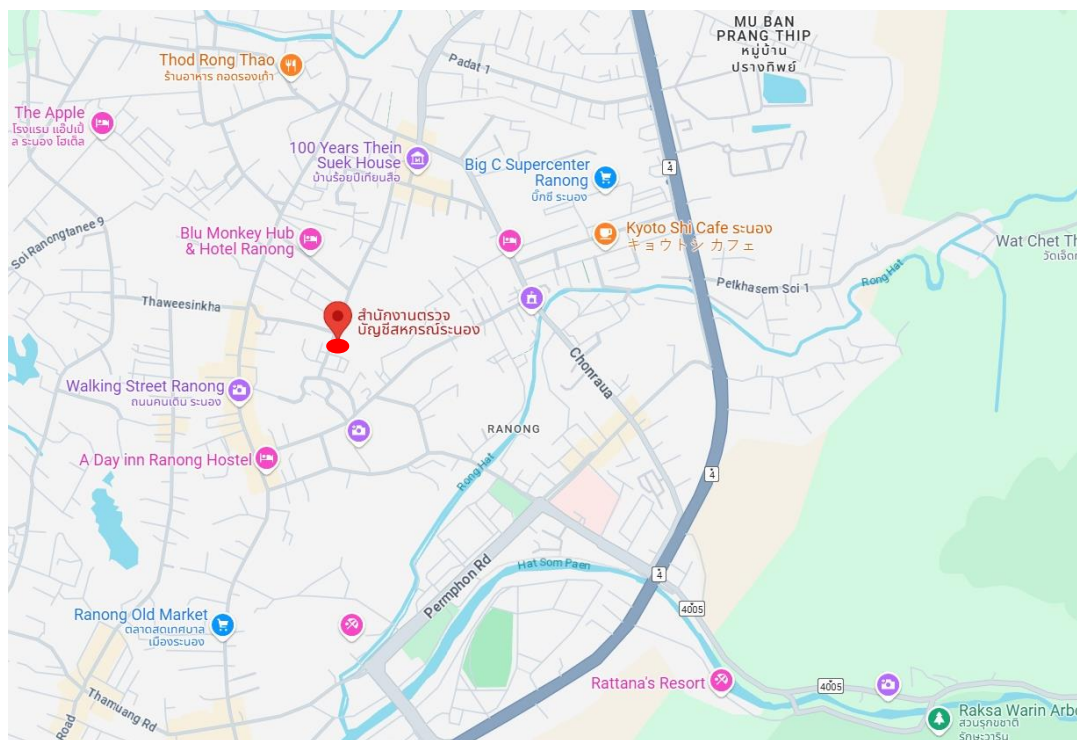 MU BAN
PRANG THIP
หมู่บ้าน
ปรางทิพย์
Thod Rong Thao
ร้านอาหาร ถอดรองเท้า
Padat 1
The Apple
โรงแรม แอ๊ปเปิ้
ล ระนอง โฮเต็ล
100 Years Thein
Suek House
บ้านร้อยปีเทียนสือ
Big C Supercenter
Ranong
บิ๊กซี ระนอง
4
Soi Ranongtanee 9
Blu Monkey Hub
& Hotel Ranong
Kyoto Shi Cafe ระนอง
キョウトシ カフェ
Wat Chet Th
วัดเจ็ด
Rong Hat
Pelkhasem Soi 1
Thaweesinkha
สำนักงานตรวจ
บัญชีสหกรณ์ระนอง
Chonraua
Walking Street Ranong
ถนนคนเดิน ระนอง
RANONG
A Day inn Ranong Hostel
Rong Hat
4
Hat Som Paen
4
Permphon Rd
4005
Ranong Old Market
ตลาดสดเทศบาล
เมืองระนอง
Rattana's Resort
4005
Thamuang Rd
Road
Raksa Warin Arbo
สวนรุกขชาติ
รักษะวาริน